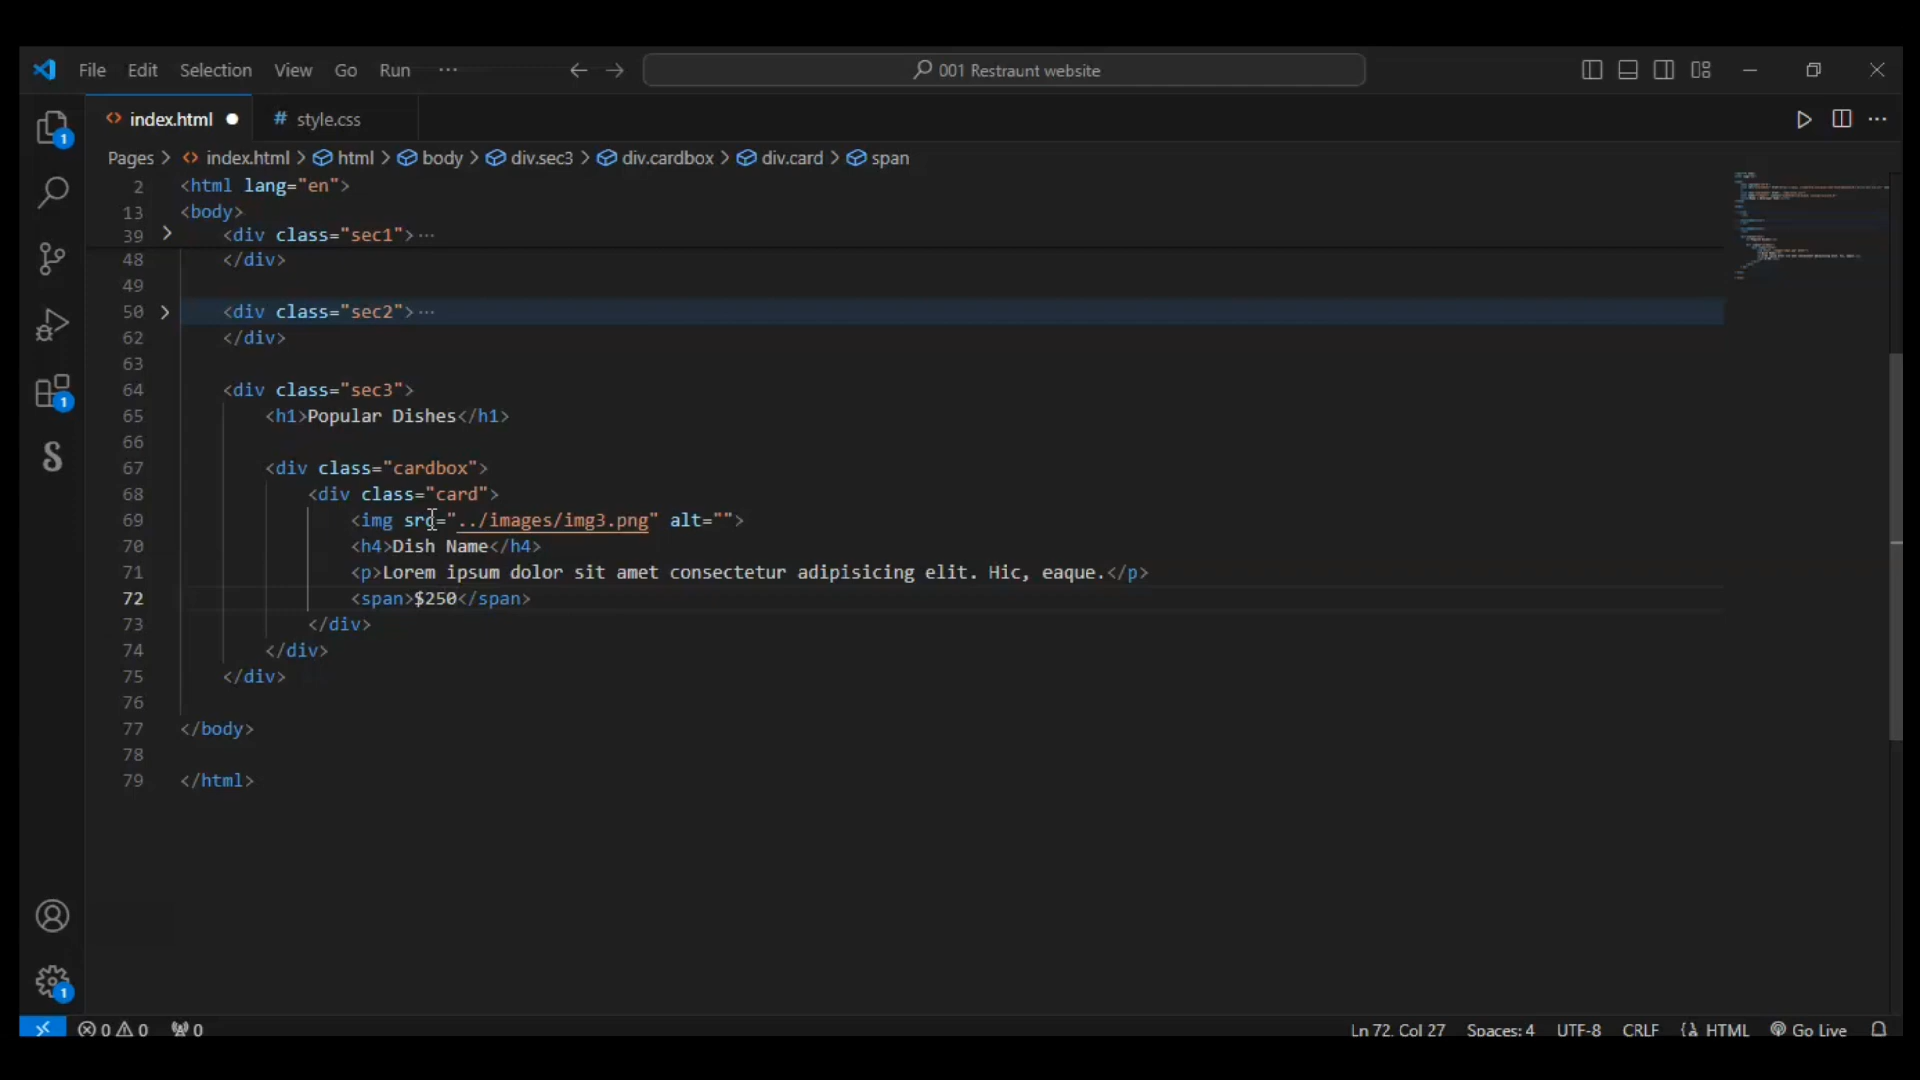 File Edit Selection View Go Run ··· 001 Restraunt website
index.html style.css
Pages > index.html > html > body > div.sec3 > div.cardbox > div.card > span
2 <html lang="en">
13 <body>
39 <div class="sec1">···
48 </div>
49
50 <div class="sec2">···
62 </div>
63
64 <div class="sec3">
65 <h1>Popular Dishes</h1>
66
67 <div class="cardbox">
68 <div class="card">
69 <img src="../images/img3.png" alt="">
70 <h4>Dish Name</h4>
71 <p>Lorem ipsum dolor sit amet consectetur adipisicing elit. Hic, eaque.</p>
72 <span>$250</span>
73 </div>
74 </div>
75 </div>
76
77 </body>
78
79 </html>
1
1
1
0 0 0 Ln 72, Col 27 Spaces: 4 UTF-8 CRLF HTML Go Live